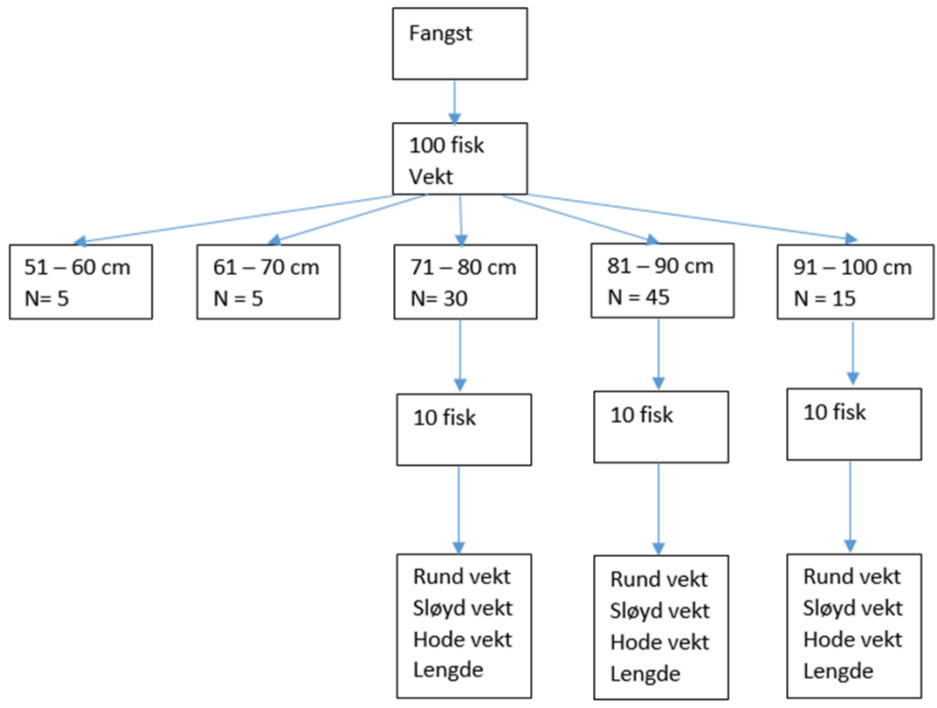 Fangst
100 fisk
Vekt
51 – 60 cm
N= 5
61 – 70 cm
N = 5
71 – 80 cm
N= 30
81 – 90 cm
N = 45
91 – 100 cm
N = 15
10 fisk
10 fisk
10 fisk
Rund vekt
Sløyd vekt
Hode vekt
Lengde
Rund vekt
Sløyd vekt
Hode vekt
Lengde
Rund vekt
Sløyd vekt
Hode vekt
Lengde